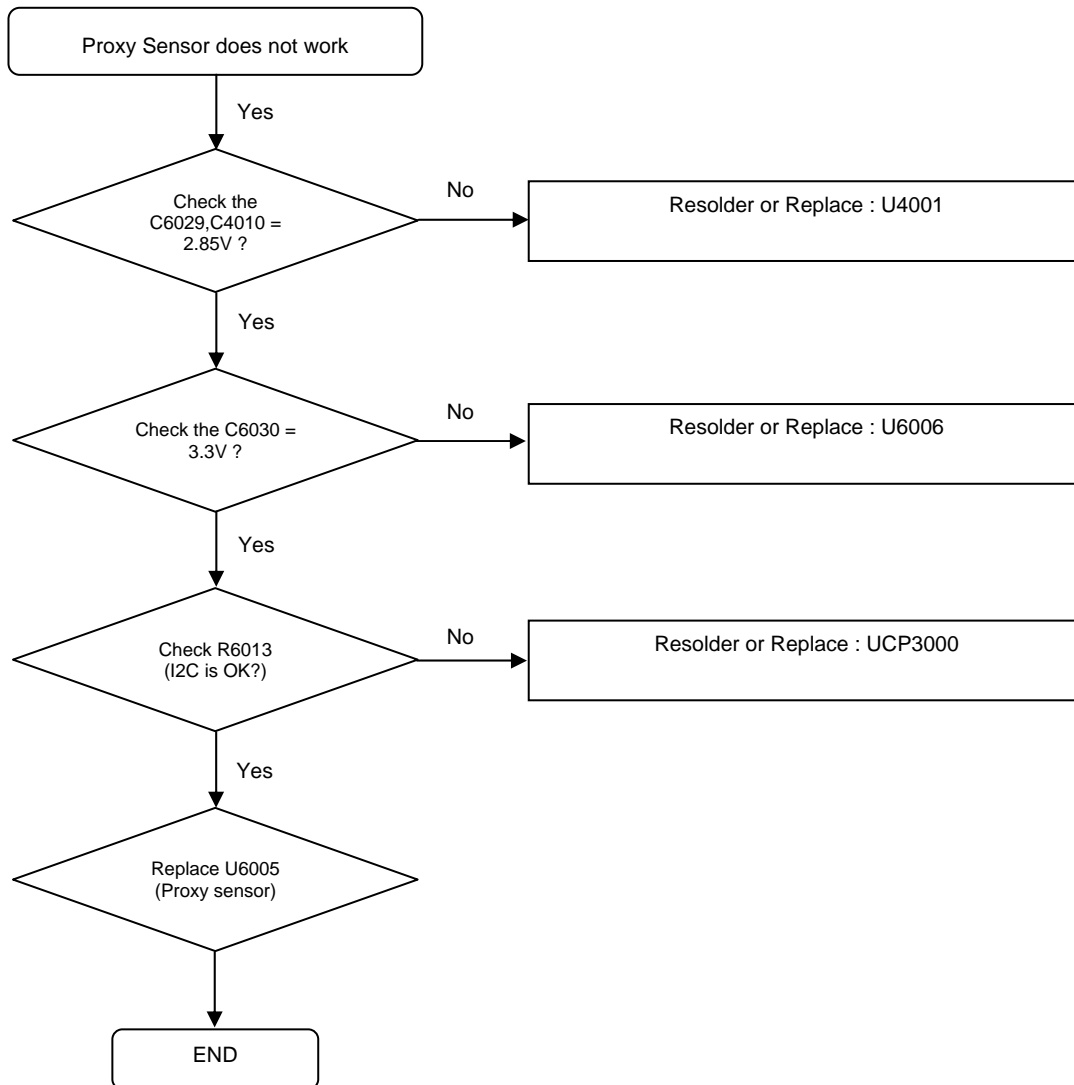 Proxy Sensor does not work
Yes
Check the
C6029,C4010 =
2.85V ?
No
Resolder or Replace : U4001
Yes
Check the C6030 =
3.3V ?
No
Resolder or Replace : U6006
Yes
Check R6013
(I2C is OK?)
No
Resolder or Replace : UCP3000
Yes
Replace U6005
(Proxy sensor)
END